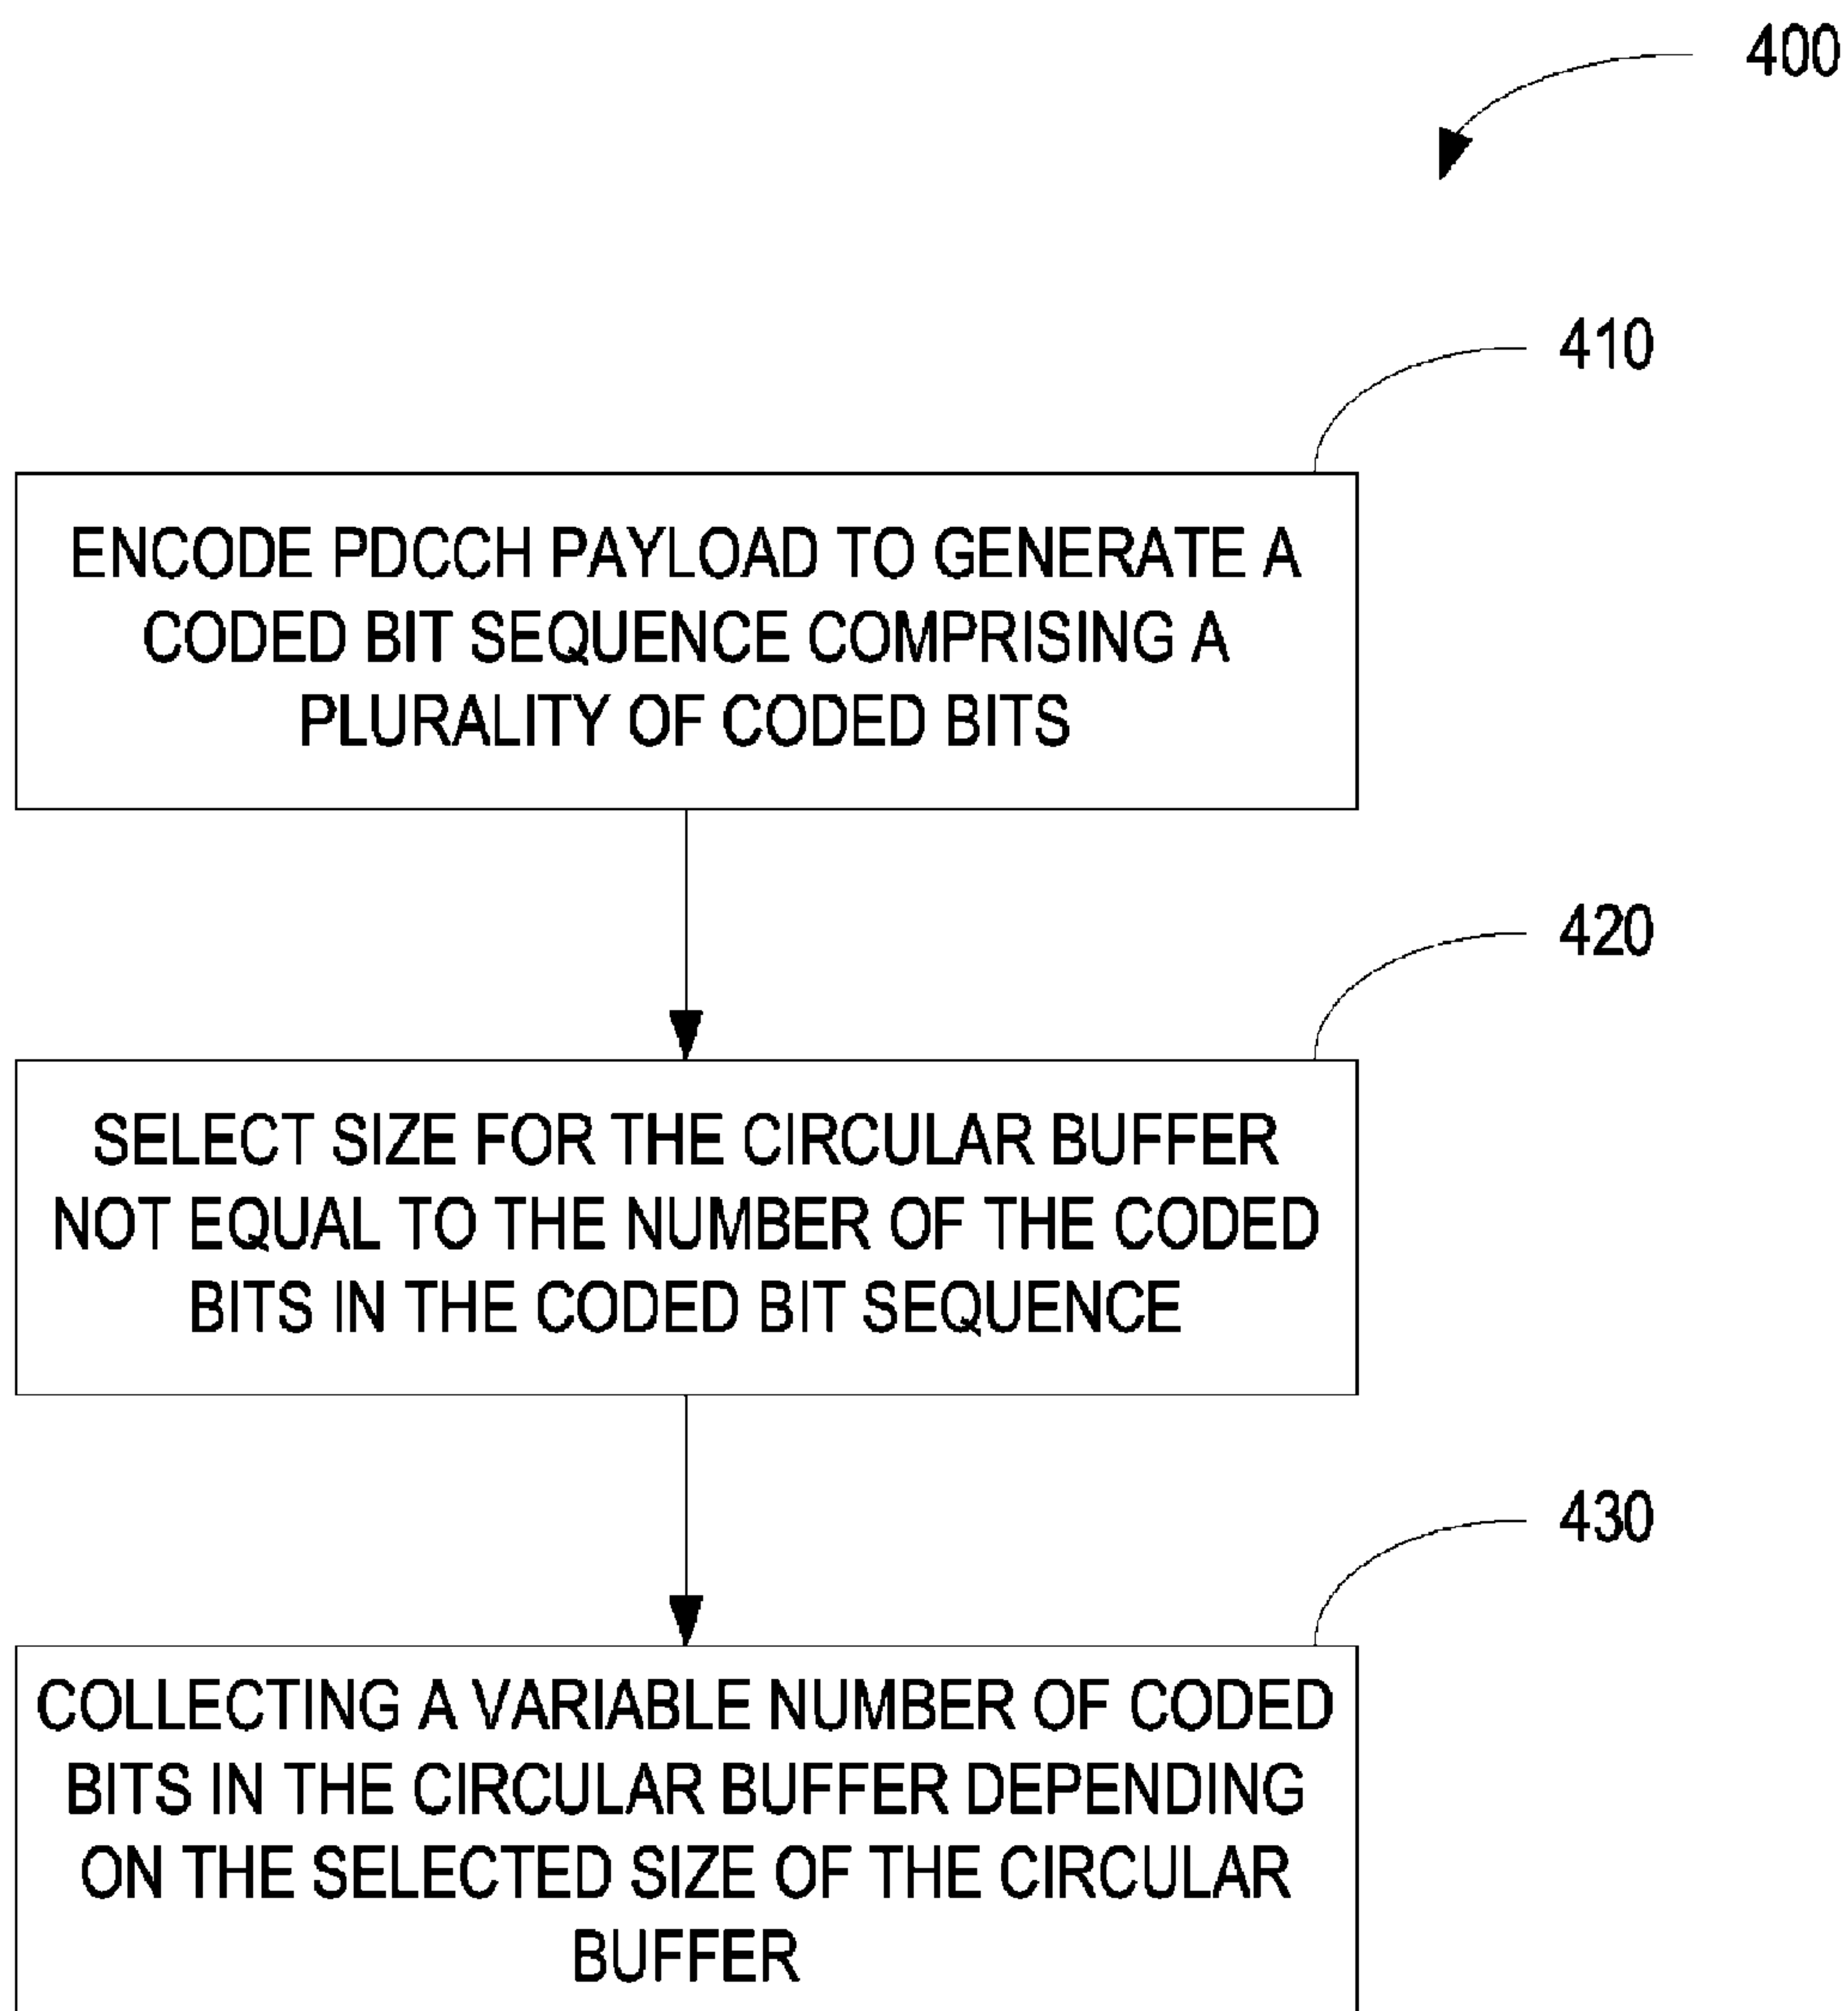 400
410
ENCODE PDCCH PAYLOAD TO GENERATE A
CODED BIT SEQUENCE COMPRISING A
PLURALITY OF CODED BITS
420
SELECT SIZE FOR THE CIRCULAR BUFFER
NOT EQUAL TO THE NUMBER OF THE CODED
BITS IN THE CODED BIT SEQUENCE
430
COLLECTING A VARIABLE NUMBER OF CODED
BITS IN THE CIRCULAR BUFFER DEPENDING
ON THE SELECTED SIZE OF THE CIRCULAR
BUFFER